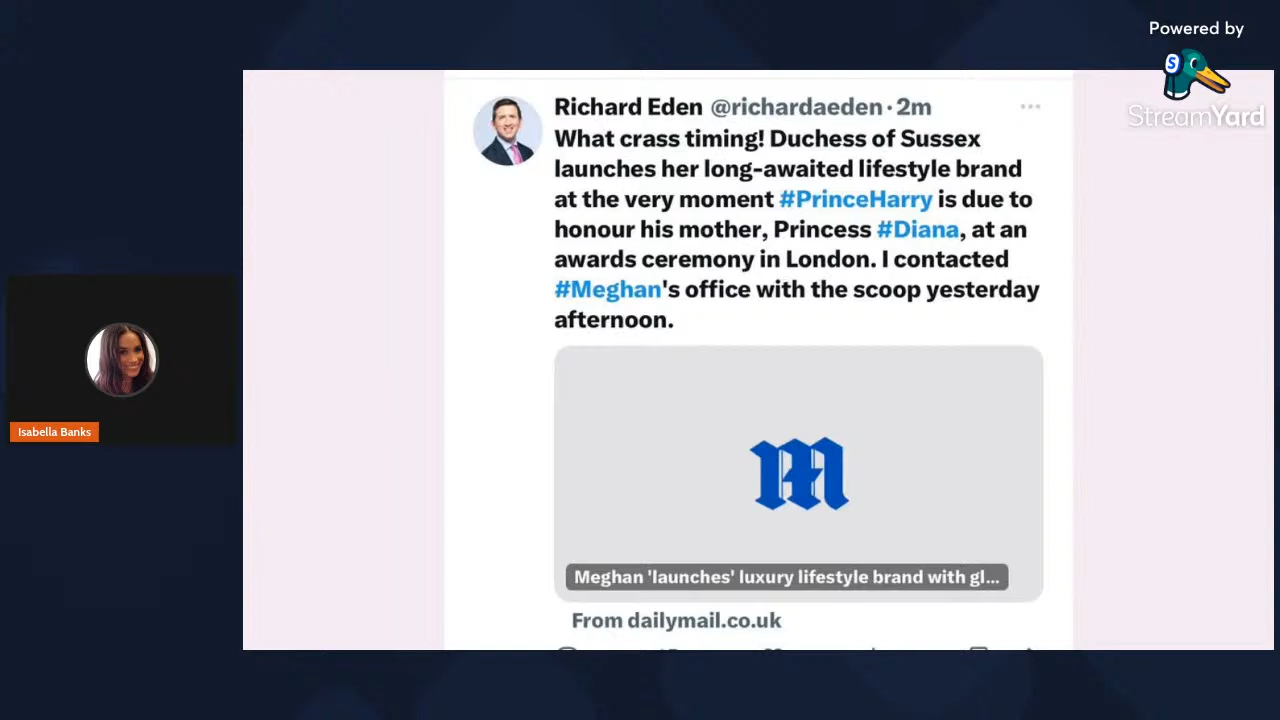 Powered by
S
StreamYard
Richard Eden @richardaeden · 2m
What crass timing! Duchess of Sussex
launches her long-awaited lifestyle brand
at the very moment #PrinceHarry is due to
honour his mother, Princess #Diana, at an
awards ceremony in London. I contacted
#Meghan's office with the scoop yesterday
afternoon.
M
Meghan 'launches' luxury lifestyle brand with gl...
From dailymail.co.uk
Isabella Banks